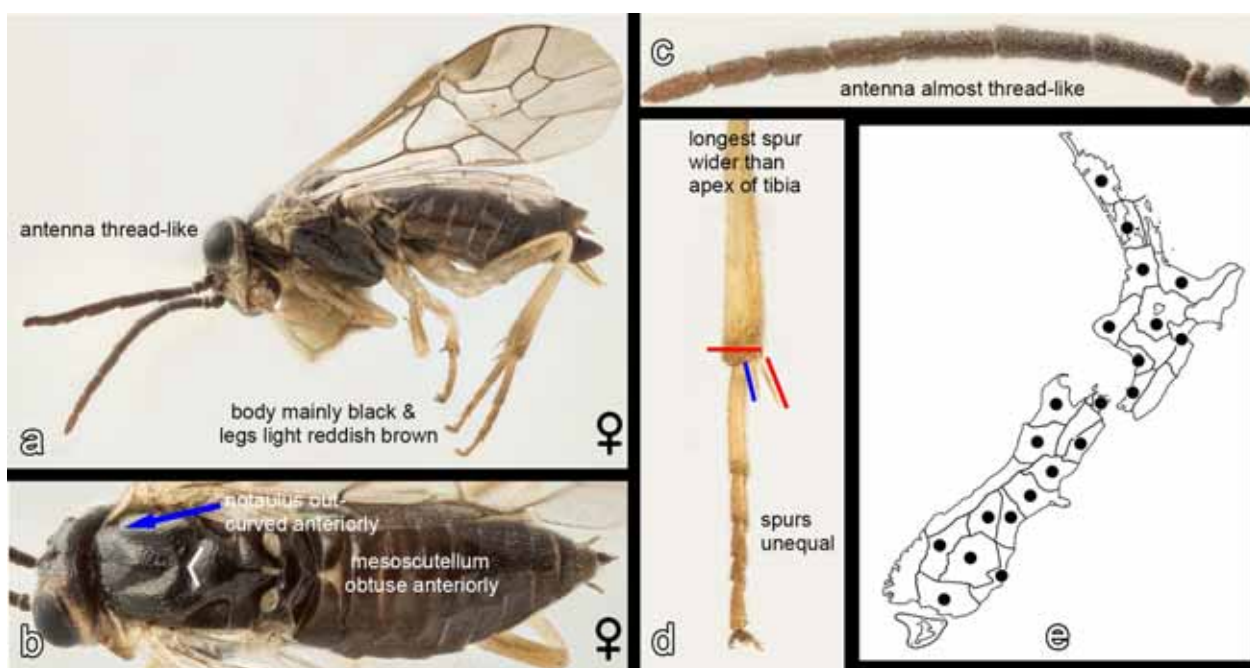 antenna thread-like
body mainly black &
legs light reddish brown
a
♀
notaulus out-
curved anteriorly
mesoscutellum
obtuse anteriorly
b
♀
c
antenna almost thread-like
longest spur
wider than
apex of tibia
spurs
unequal
d
e